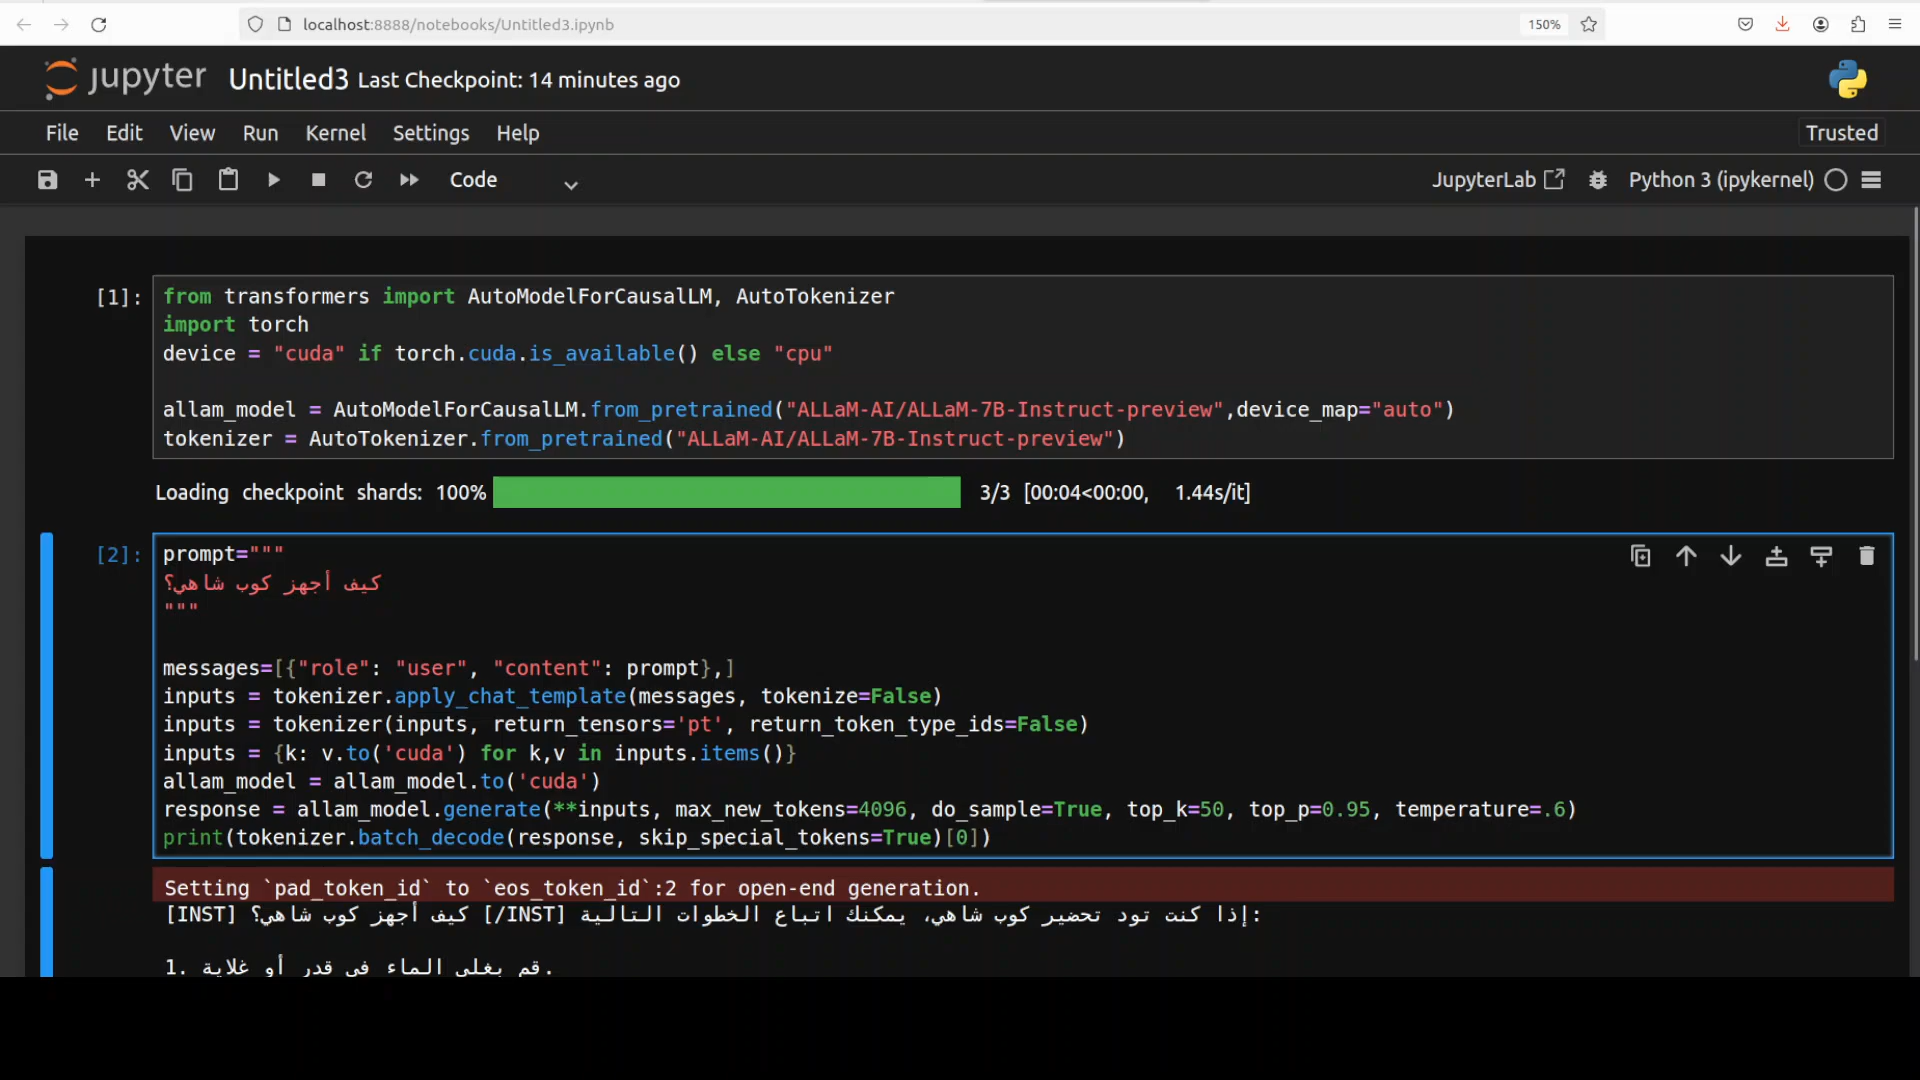 localhost:8888/notebooks/Untitled3.ipynb
150%
jupyter Untitled3 Last Checkpoint: 14 minutes ago
File Edit View Run Kernel Settings Help
Trusted
Code
JupyterLab
Python 3 (ipykernel)
[1]:
from transformers import AutoModelForCausalLM, AutoTokenizer
import torch
device = "cuda" if torch.cuda.is_available() else "cpu"
allam_model = AutoModelForCausalLM.from_pretrained("ALLaM-AI/ALLaM-7B-Instruct-preview",device_map="auto")
tokenizer = AutoTokenizer.from_pretrained("ALLaM-AI/ALLaM-7B-Instruct-preview")
Loading checkpoint shards: 100% 3/3 [00:04<00:00, 1.44s/it]
[2]:
prompt="""
كيف أجهز كوب شاهي؟
"""
messages=[{"role": "user", "content": prompt},]
inputs = tokenizer.apply_chat_template(messages, tokenize=False)
inputs = tokenizer(inputs, return_tensors='pt', return_token_type_ids=False)
inputs = {k: v.to('cuda') for k,v in inputs.items()}
allam_model = allam_model.to('cuda')
response = allam_model.generate(**inputs, max_new_tokens=4096, do_sample=True, top_k=50, top_p=0.95, temperature=.6)
print(tokenizer.batch_decode(response, skip_special_tokens=True)[0])
Setting `pad_token_id` to `eos_token_id`:2 for open-end generation.
[INST] كيف أجهز كوب شاهي؟ [/INST] إذا كنت تود تحضير كوب شاهي، يمكنك اتباع الخطوات التالية:
1. قم بغلي الماء في قدر أو غلاية.